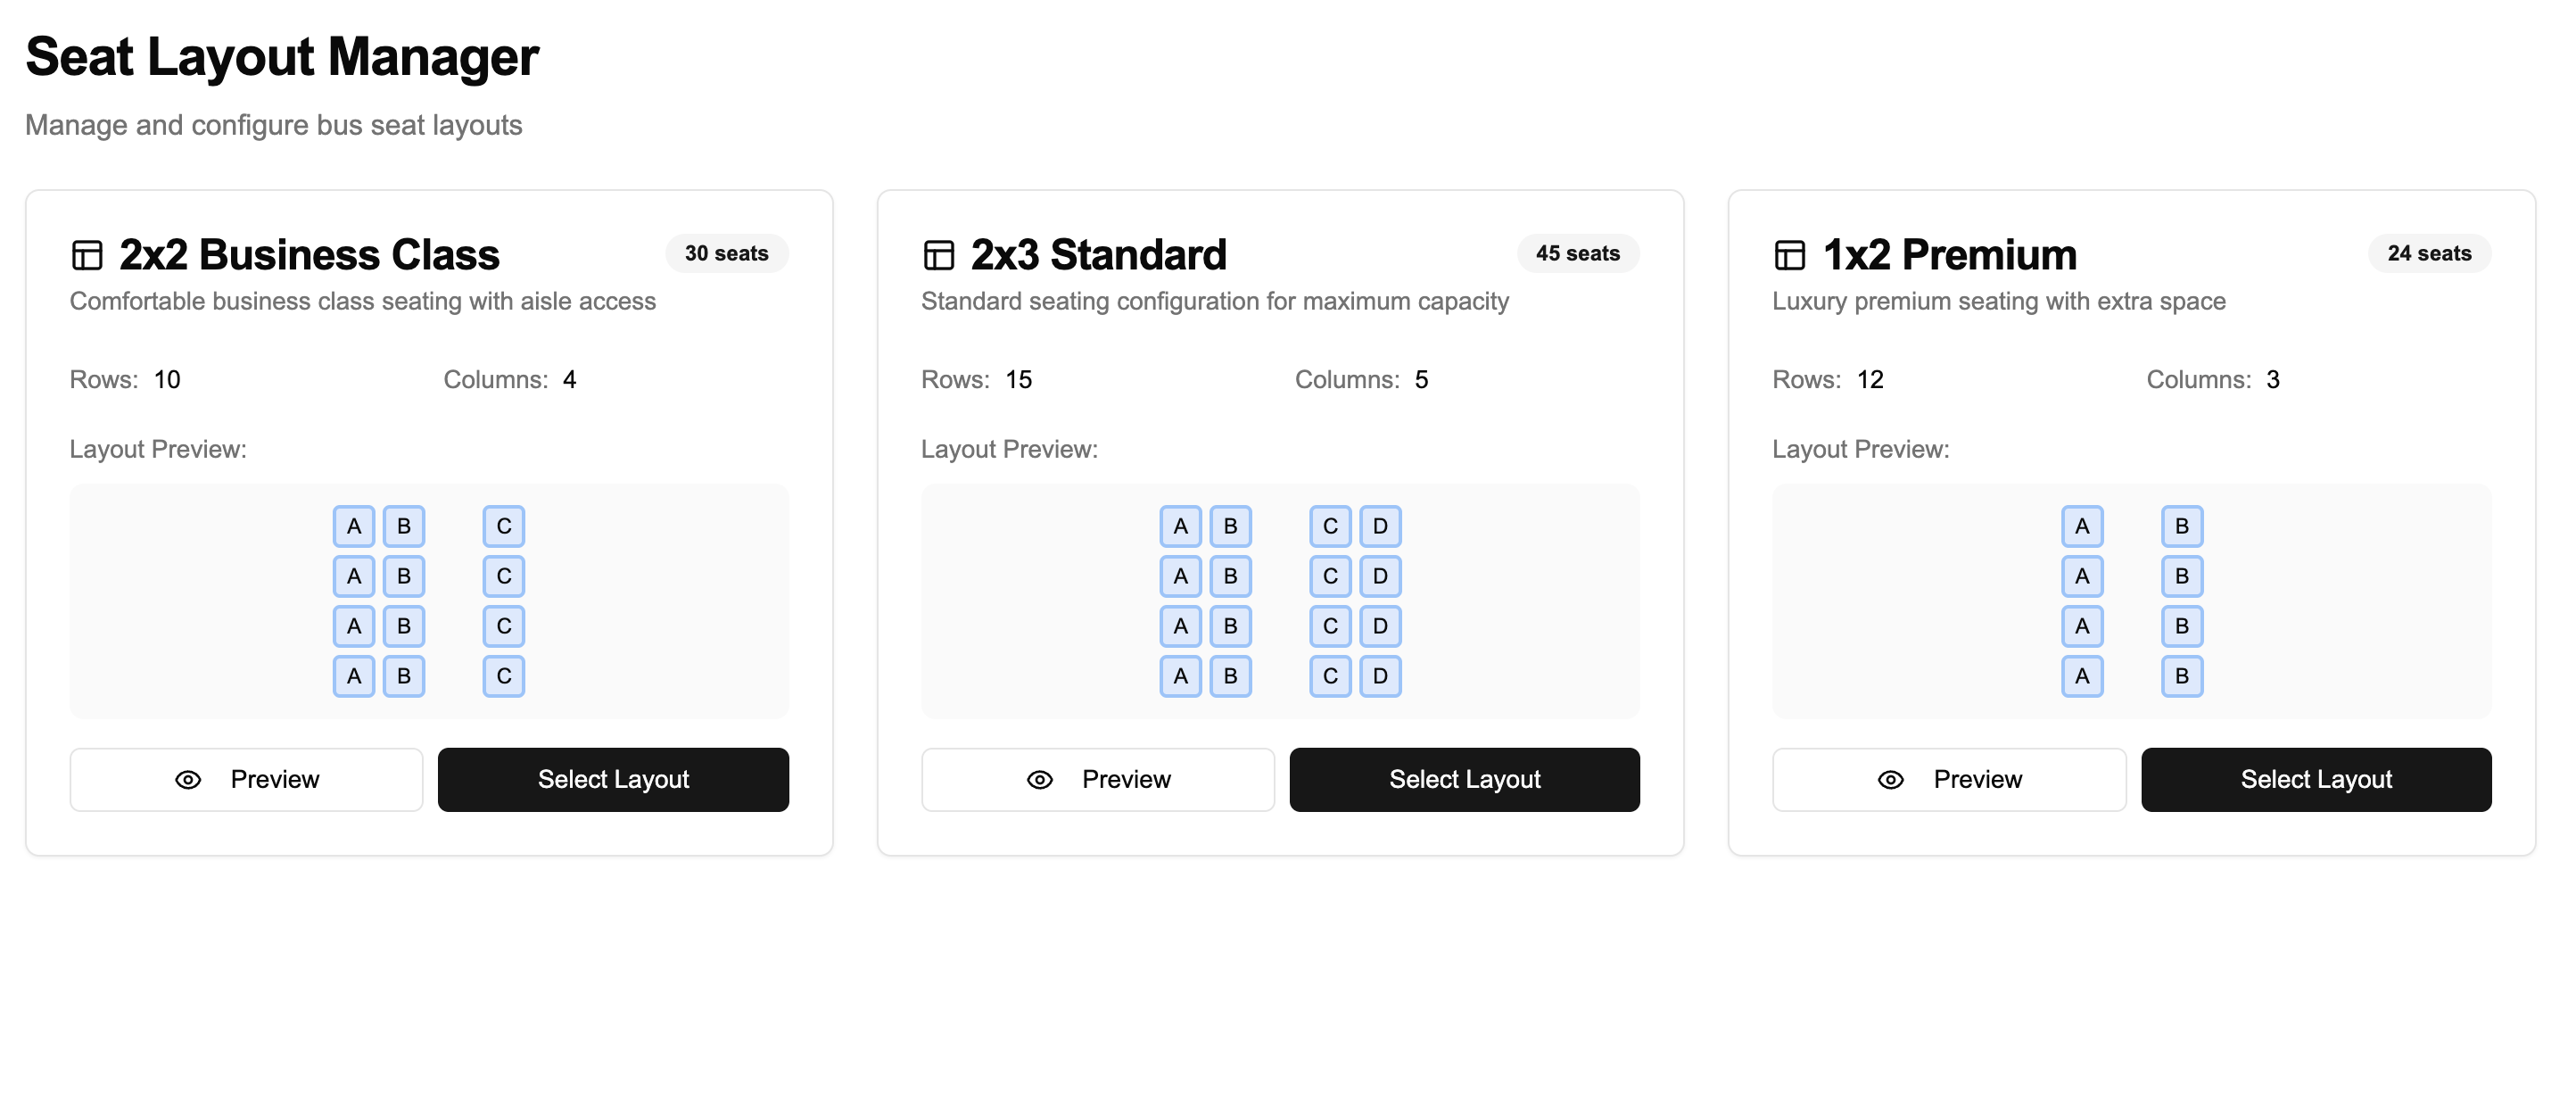 Seat Layout Manager
Manage and configure bus seat layouts
2x2 Business Class
30 seats
Comfortable business class seating with aisle access
Rows: 10
Columns: 4
Layout Preview:
A B C
A B C
A B C
A B C
Preview
Select Layout
2x3 Standard
45 seats
Standard seating configuration for maximum capacity
Rows: 15
Columns: 5
Layout Preview:
A B C D
A B C D
A B C D
A B C D
Preview
Select Layout
1x2 Premium
24 seats
Luxury premium seating with extra space
Rows: 12
Columns: 3
Layout Preview:
A B
A B
A B
A B
Preview
Select Layout